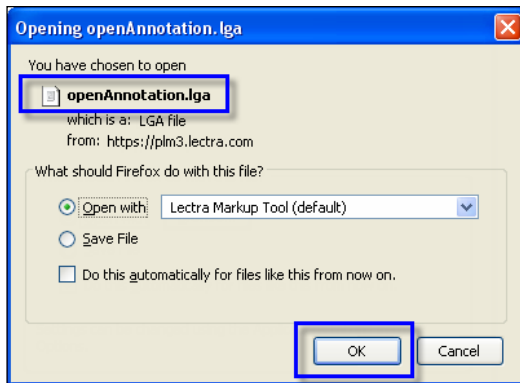 Opening openAnnotation.lga
You have chosen to open
openAnnotation.lga
which is a: LGA file
from: https://plm3.lectra.com
What should Firefox do with this file?
Open with Lectra Markup Tool (default)
Save File
Do this automatically for files like this from now on.
OK Cancel